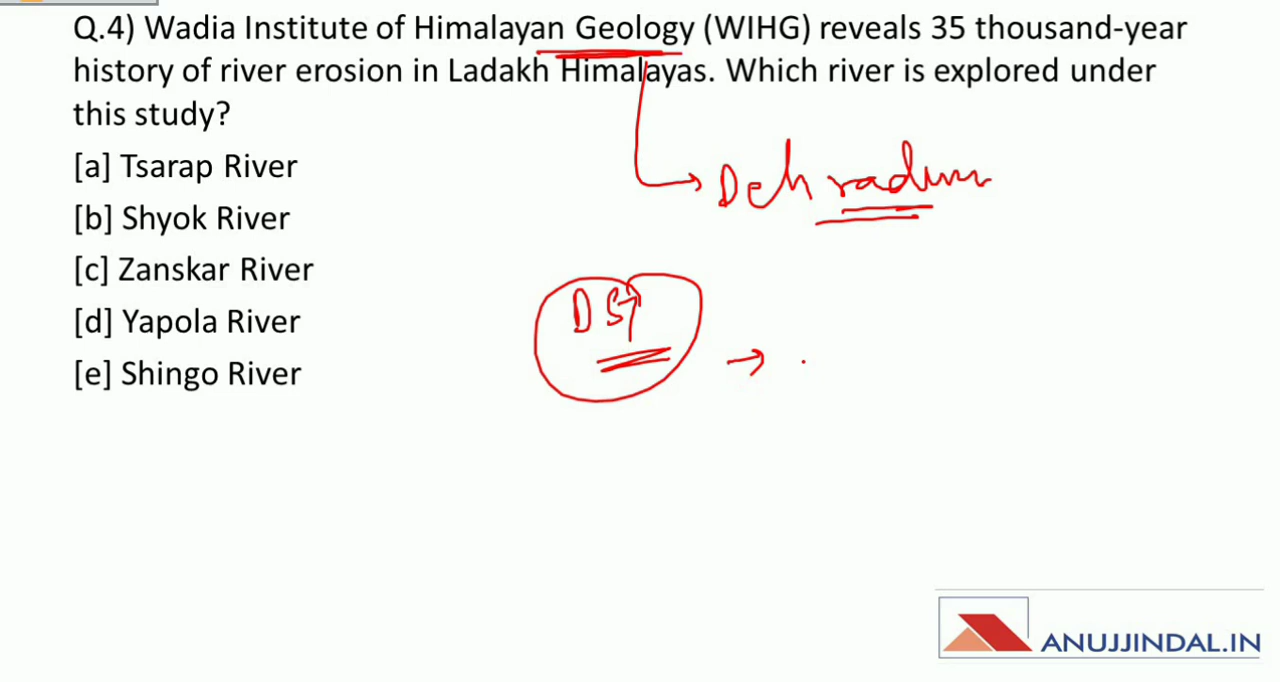 Q.4) Wadia Institute of Himalayan Geology (WIHG) reveals 35 thousand-year
history of river erosion in Ladakh Himalayas. Which river is explored under
this study?
[a] Tsarap River
Dehradun
[b] Shyok River
[c] Zanskar River
DST
[d] Yapola River
[e] Shingo River
ANUJJINDAL.IN